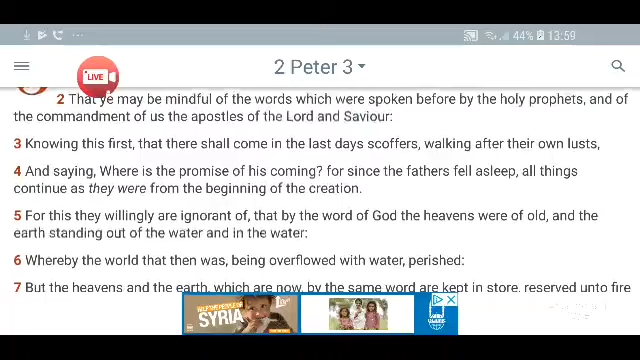 44% 13:59
2 Peter 3
LIVE
2 That ye may be mindful of the words which were spoken before by the holy prophets, and of
the commandment of us the apostles of the Lord and Saviour:
3 Knowing this first, that there shall come in the last days scoffers, walking after their own lusts,
4 And saying, Where is the promise of his coming? for since the fathers fell asleep, all things
continue as they were from the beginning of the creation.
5 For this they willingly are ignorant of, that by the word of God the heavens were of old, and the
earth standing out of the water and in the water:
6 Whereby the world that then was, being overflowed with water, perished:
7 But the heavens and the earth, which are now, by the same word are kept in store, reserved unto fire
SYRIA